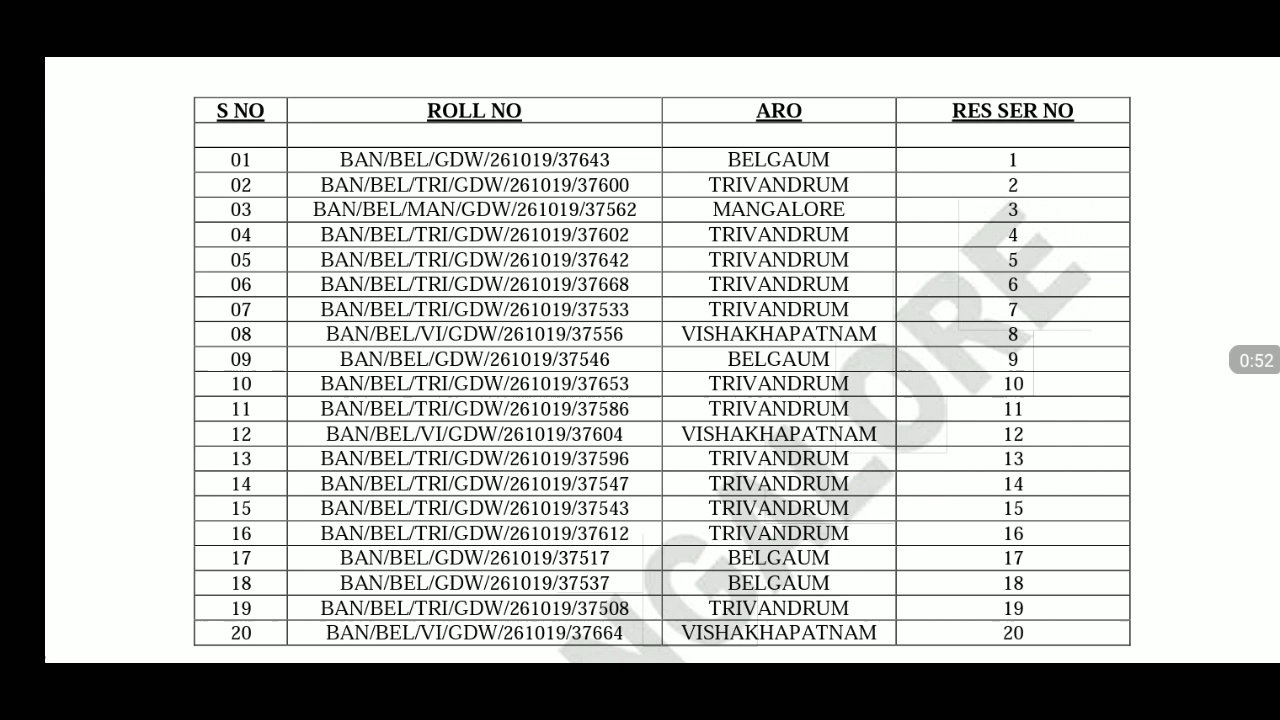 S NO ROLL NO ARO RES SER NO
01 BAN/BEL/GDW/261019/37643 BELGAUM 1
02 BAN/BEL/TRI/GDW/261019/37600 TRIVANDRUM 2
03 BAN/BEL/MAN/GDW/261019/37562 MANGALORE 3
04 BAN/BEL/TRI/GDW/261019/37602 TRIVANDRUM 4
05 BAN/BEL/TRI/GDW/261019/37642 TRIVANDRUM 5
06 BAN/BEL/TRI/GDW/261019/37668 TRIVANDRUM 6
07 BAN/BEL/TRI/GDW/261019/37533 TRIVANDRUM 7
08 BAN/BEL/VI/GDW/261019/37556 VISHAKHAPATNAM 8
09 BAN/BEL/GDW/261019/37546 BELGAUM 9
10 BAN/BEL/TRI/GDW/261019/37653 TRIVANDRUM 10
11 BAN/BEL/TRI/GDW/261019/37586 TRIVANDRUM 11
12 BAN/BEL/VI/GDW/261019/37604 VISHAKHAPATNAM 12
13 BAN/BEL/TRI/GDW/261019/37596 TRIVANDRUM 13
14 BAN/BEL/TRI/GDW/261019/37547 TRIVANDRUM 14
15 BAN/BEL/TRI/GDW/261019/37543 TRIVANDRUM 15
16 BAN/BEL/TRI/GDW/261019/37612 TRIVANDRUM 16
17 BAN/BEL/GDW/261019/37517 BELGAUM 17
18 BAN/BEL/GDW/261019/37537 BELGAUM 18
19 BAN/BEL/TRI/GDW/261019/37508 TRIVANDRUM 19
20 BAN/BEL/VI/GDW/261019/37664 VISHAKHAPATNAM 20
NGALORE
0:52